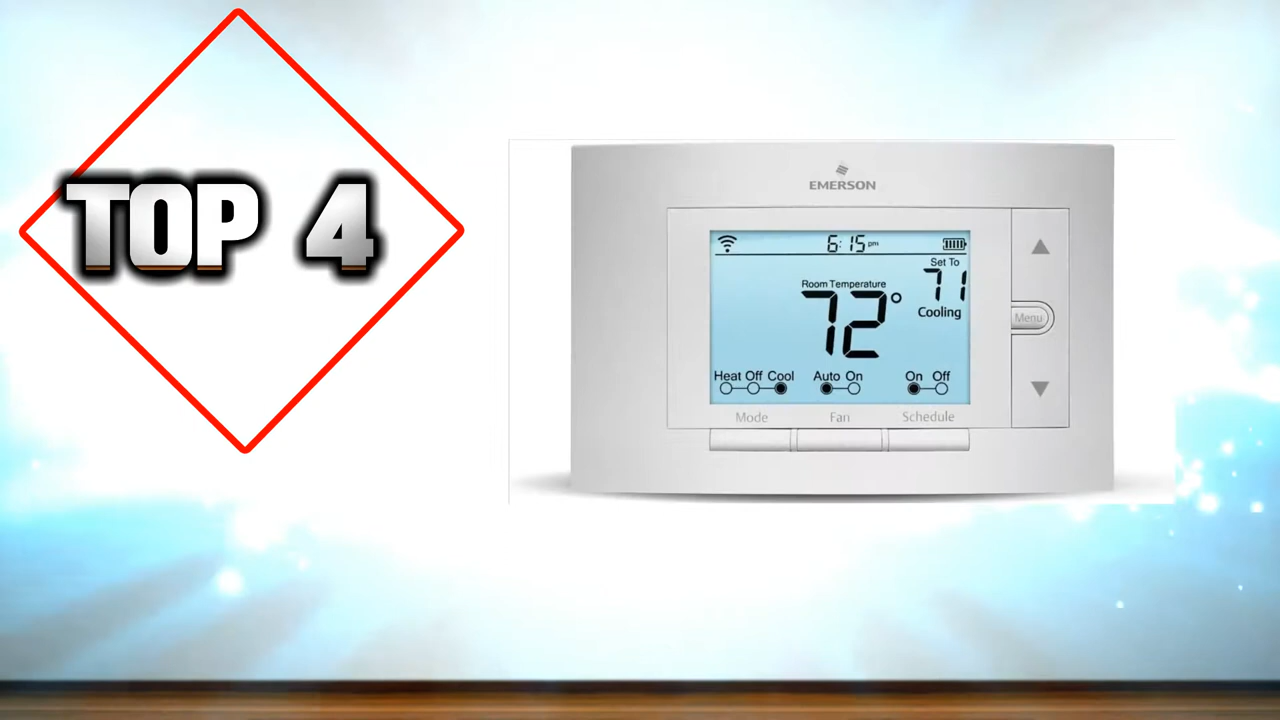 TOP 4
EMERSON
6:15 pm
Set To
71
Room Temperature
72°
Cooling
Heat Off Cool
Auto On
On Off
Mode
Fan
Schedule
Menu